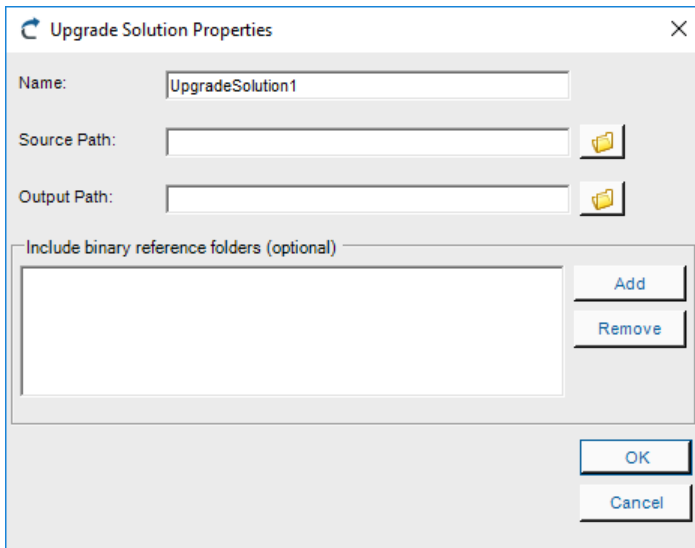 Upgrade Solution Properties
Name:
UpgradeSolution1
Source Path:
Output Path:
Include binary reference folders (optional)
Add
Remove
OK
Cancel